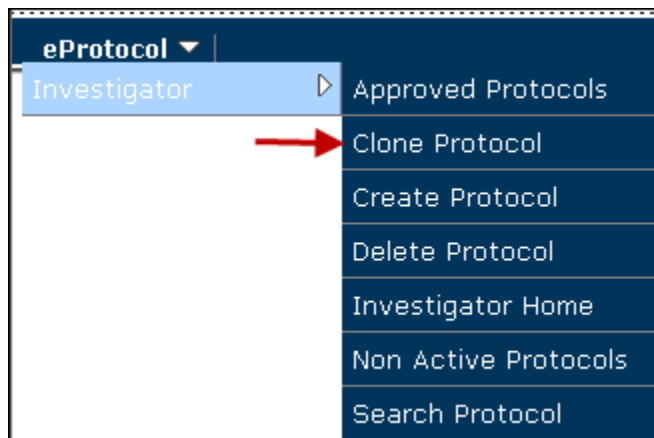 eProtocol
Investigator
Approved Protocols
Clone Protocol
Create Protocol
Delete Protocol
Investigator Home
Non Active Protocols
Search Protocol